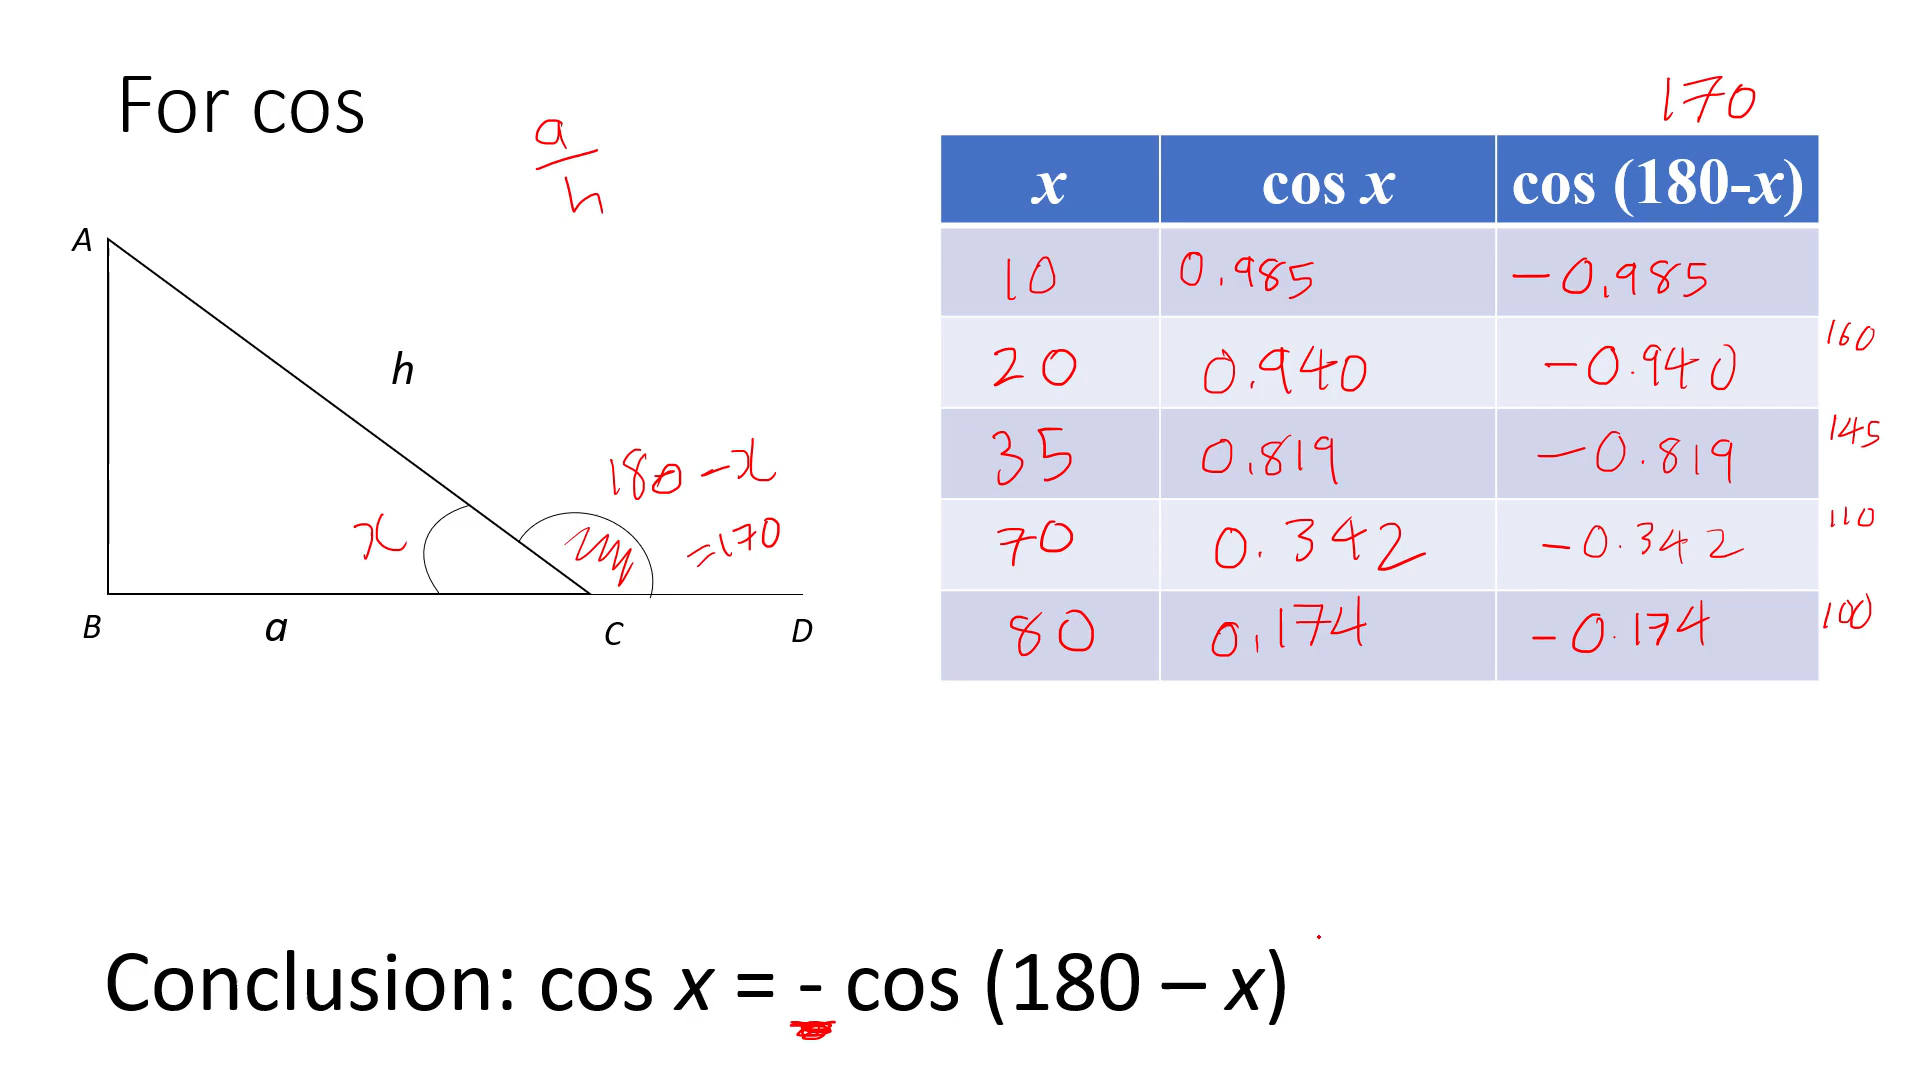 For cos
a
h
A
h
180 - x
= 170
x
B
a
C
D
170
x cos x cos (180-x)
10 0.985 -0.985
20 0.940 -0.940 160
35 0.819 -0.819 145
70 0.342 -0.342 110
80 0.174 -0.174 100
Conclusion: cos x = - cos (180 – x)